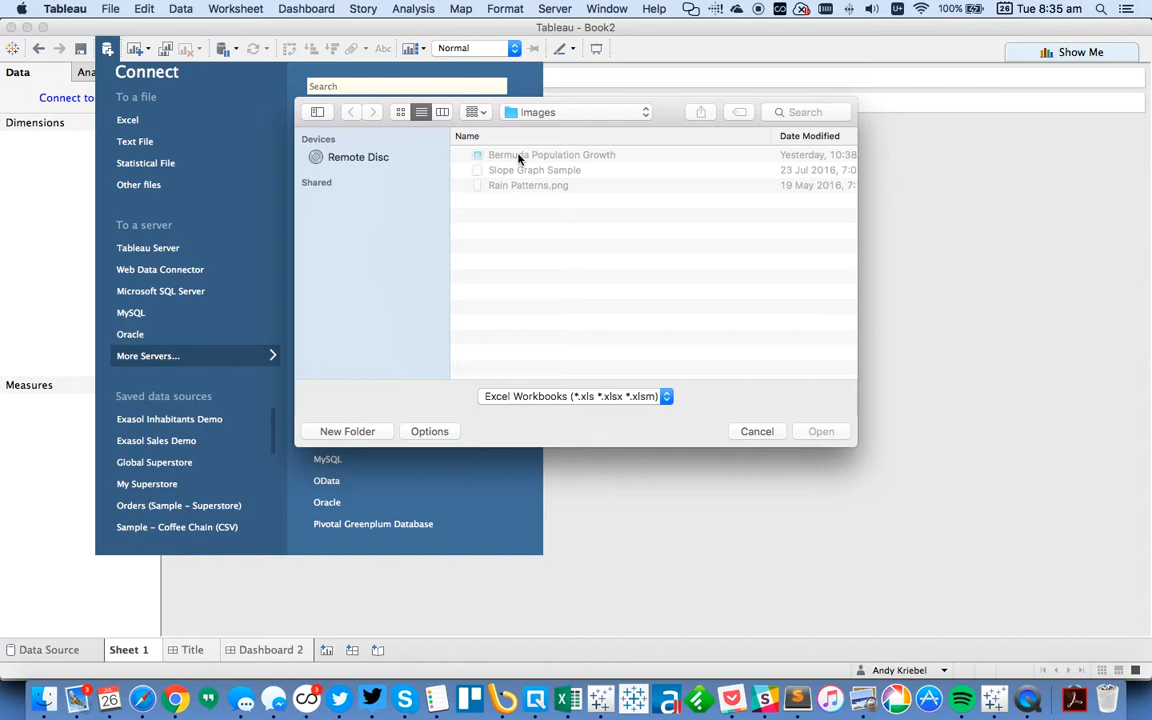 Tableau File Edit View Data Worksheet Dashboard Story Analysis Map Format Server Window Help 100% 26 Tue 8:35 am
Tableau - Book2
Abc Normal Show Me
Data Ana
Connect to
Dimensions
Measures
Connect
To a file
Excel
Text File
Statistical File
Other files
To a server
Tableau Server
Web Data Connector
Microsoft SQL Server
MySQL
Oracle
More Servers...
Saved data sources
Exasol Inhabitants Demo
Exasol Sales Demo
Global Superstore
My Superstore
Orders (Sample - Superstore)
Sample - Coffee Chain (CSV)
Search
Images Search
Devices
Remote Disc
Shared
Name Date Modified
Bermuda Population Growth Yesterday, 10:38
Slope Graph Sample 23 Jul 2016, 7:0
Rain Patterns.png 19 May 2016, 7:
Excel Workbooks (*.xls *.xlsx *.xlsm)
New Folder Options Cancel Open
MySQL
OData
Oracle
Pivotal Greenplum Database
Data Source Sheet 1 Title Dashboard 2
Andy Kriebel